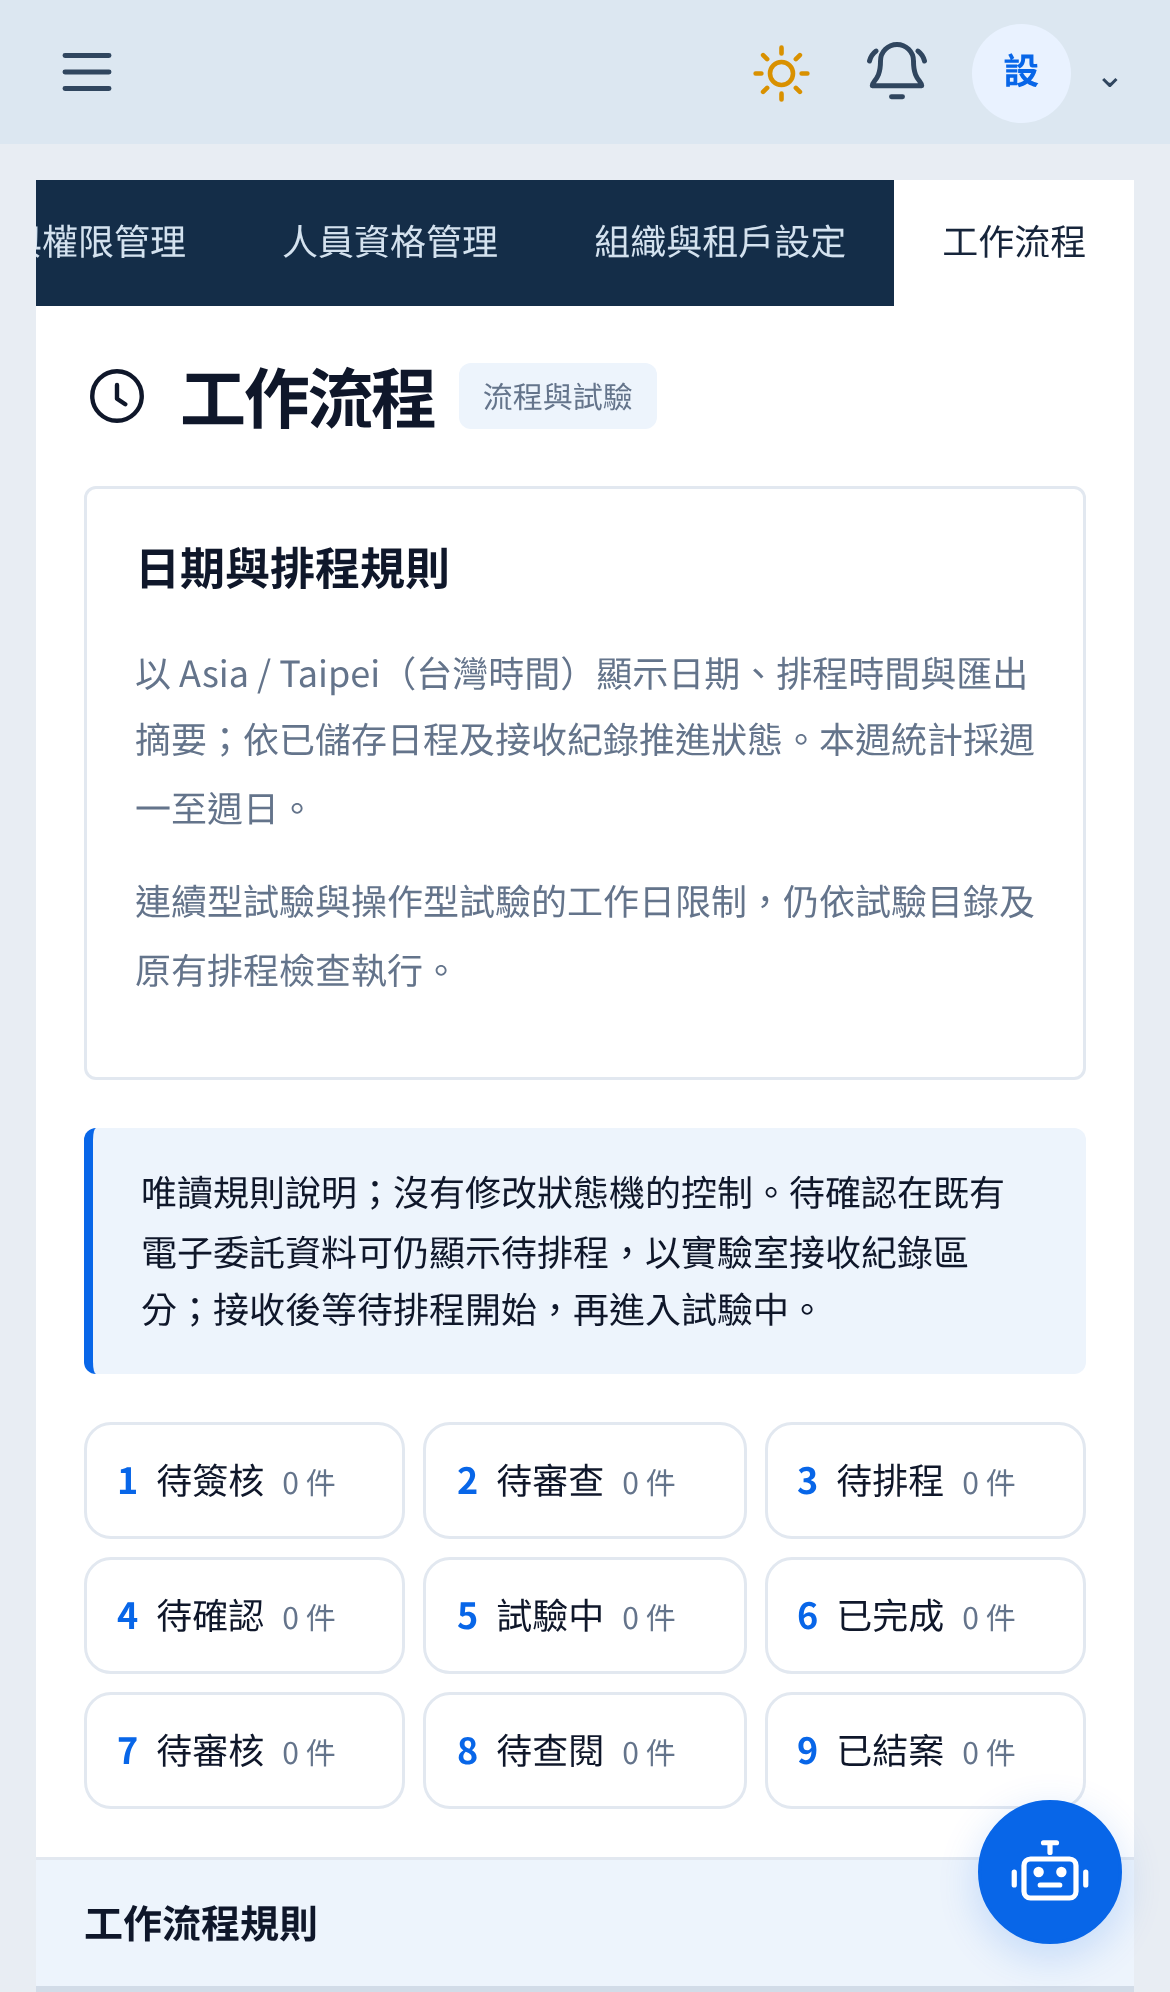 設
權限管理 人員資格管理 組織與租戶設定 工作流程
工作流程 流程與試驗
日期與排程規則
以 Asia / Taipei（台灣時間）顯示日期、排程時間與匯出
摘要；依已儲存日程及接收紀錄推進狀態。本週統計採週
一至週日。
連續型試驗與操作型試驗的工作日限制，仍依試驗目錄及
原有排程檢查執行。
唯讀規則說明；沒有修改狀態機的控制。待確認在既有
電子委託資料可仍顯示待排程，以實驗室接收紀錄區
分；接收後等待排程開始，再進入試驗中。
1 待簽核 0 件
2 待審查 0 件
3 待排程 0 件
4 待確認 0 件
5 試驗中 0 件
6 已完成 0 件
7 待審核 0 件
8 待查閱 0 件
9 已結案 0 件
工作流程規則